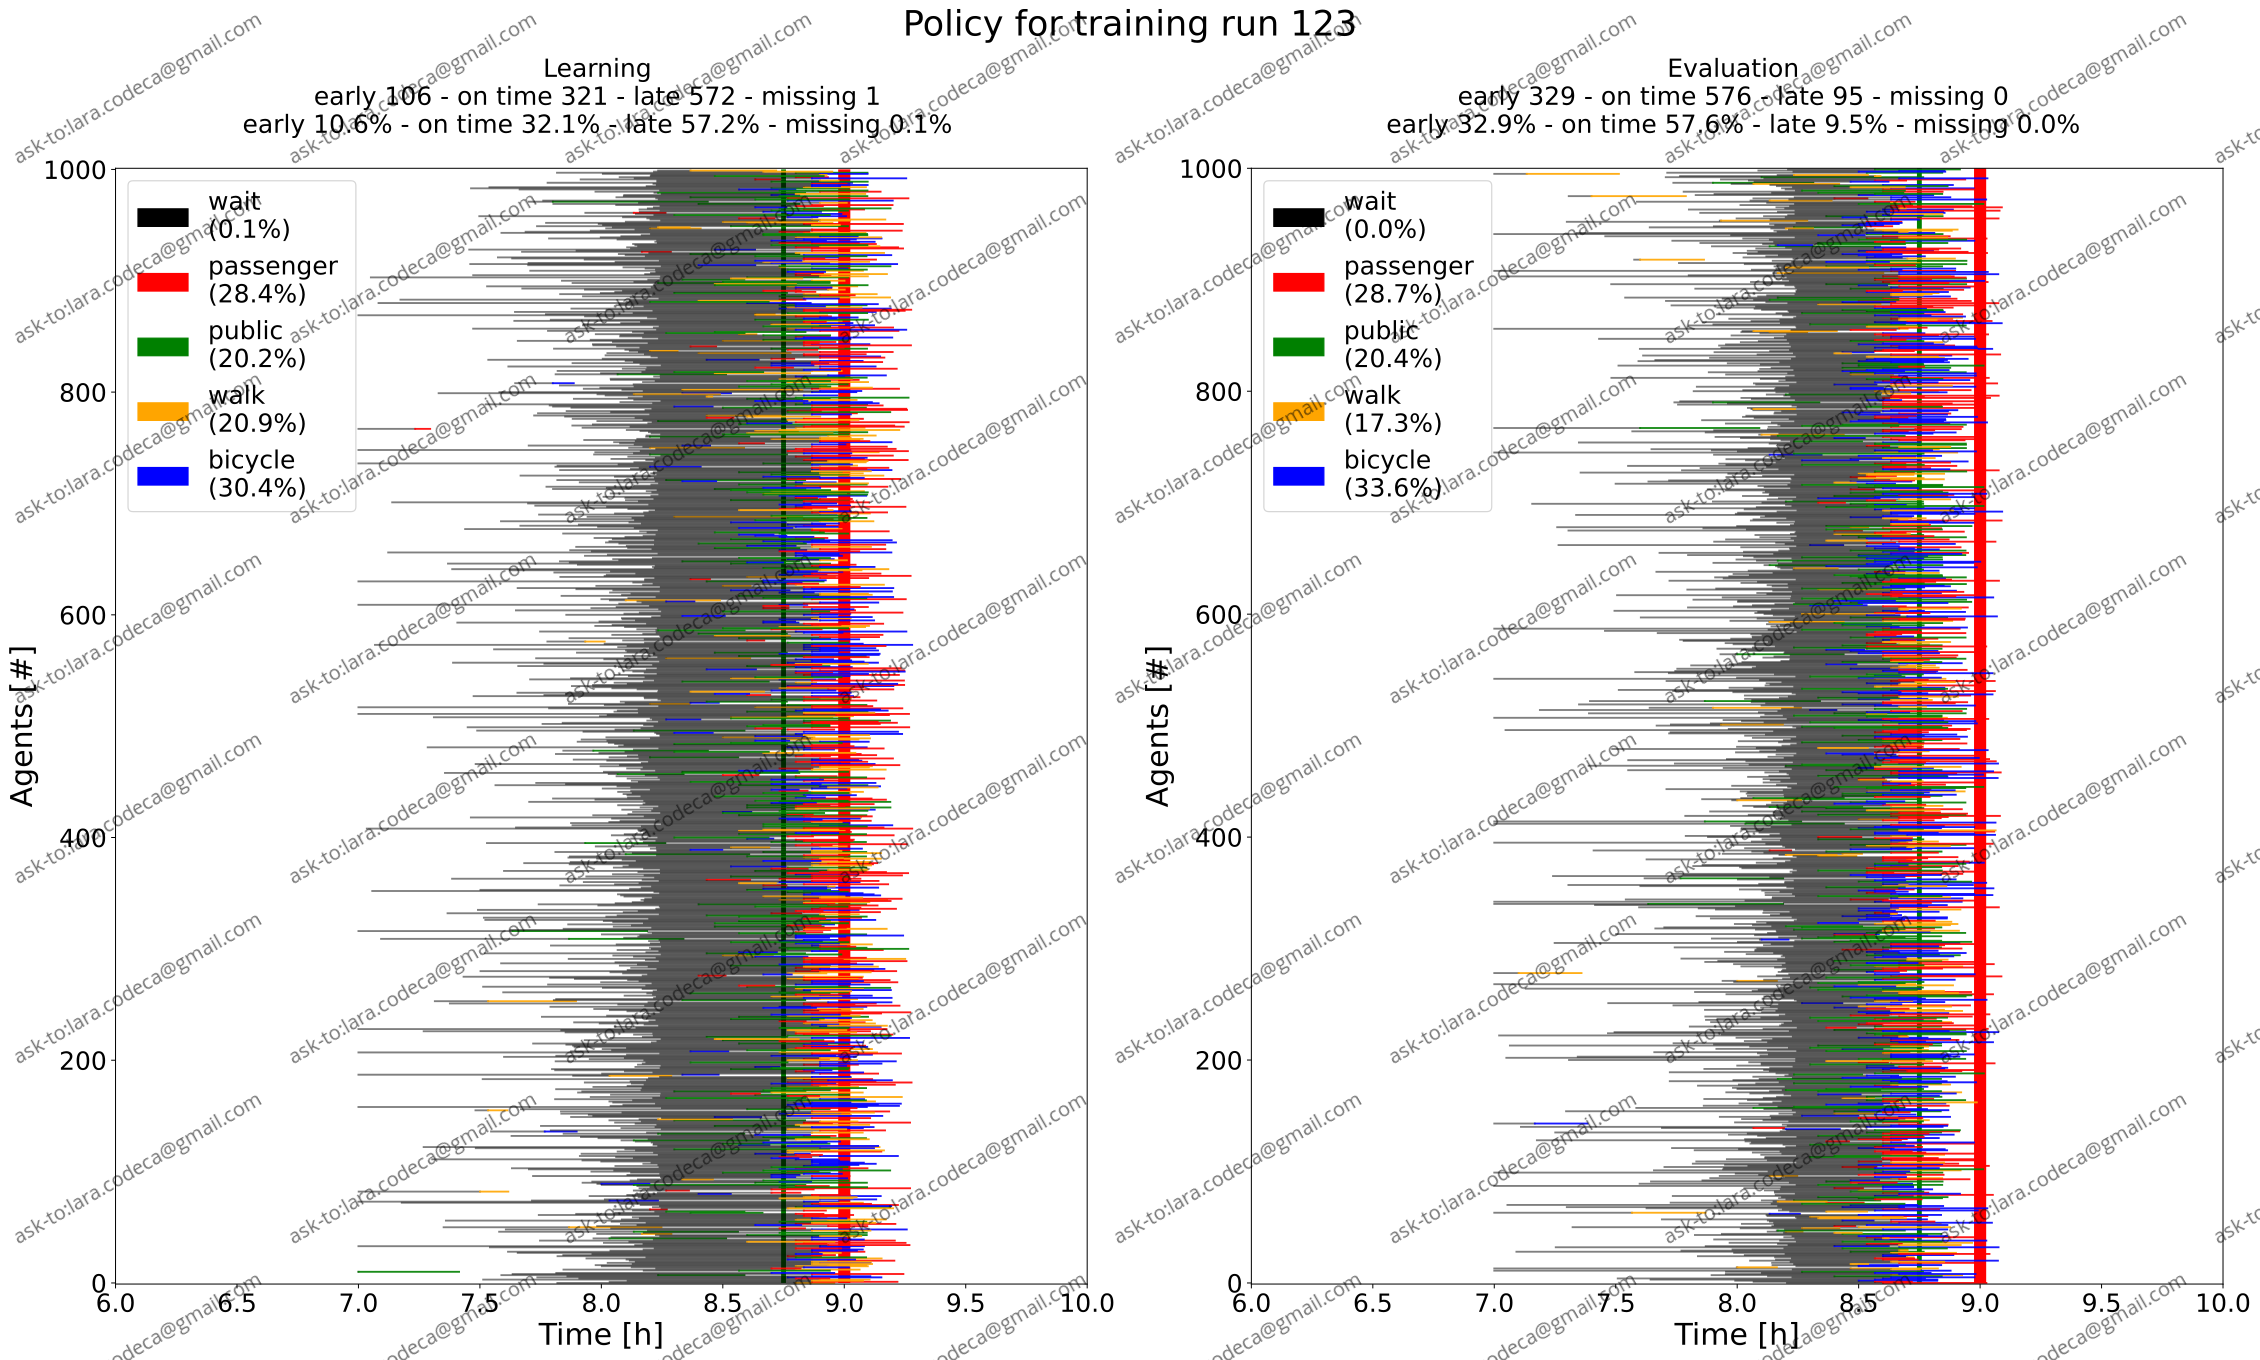 Policy for training run 123
Learning
early 106 - on time 321 - late 572 - missing 1
early 10.6% - on time 32.1% - late 57.2% - missing 0.1%
Evaluation
early 329 - on time 576 - late 95 - missing 0
early 32.9% - on time 57.6% - late 9.5% - missing 0.0%
wait
(0.1%)
passenger
(28.4%)
public
(20.2%)
walk
(20.9%)
bicycle
(30.4%)
1000
800
600
400
200
0
Agents [#]
6.0 6.5 7.0 7.5 8.0 8.5 9.0 9.5 10.0
Time [h]
wait
(0.0%)
passenger
(28.7%)
public
(20.4%)
walk
(17.3%)
bicycle
(33.6%)
1000
800
600
400
200
0
Agents [#]
6.0 6.5 7.0 7.5 8.0 8.5 9.0 9.5 10.0
Time [h]
ask-to:lara.codeca@gmail.com